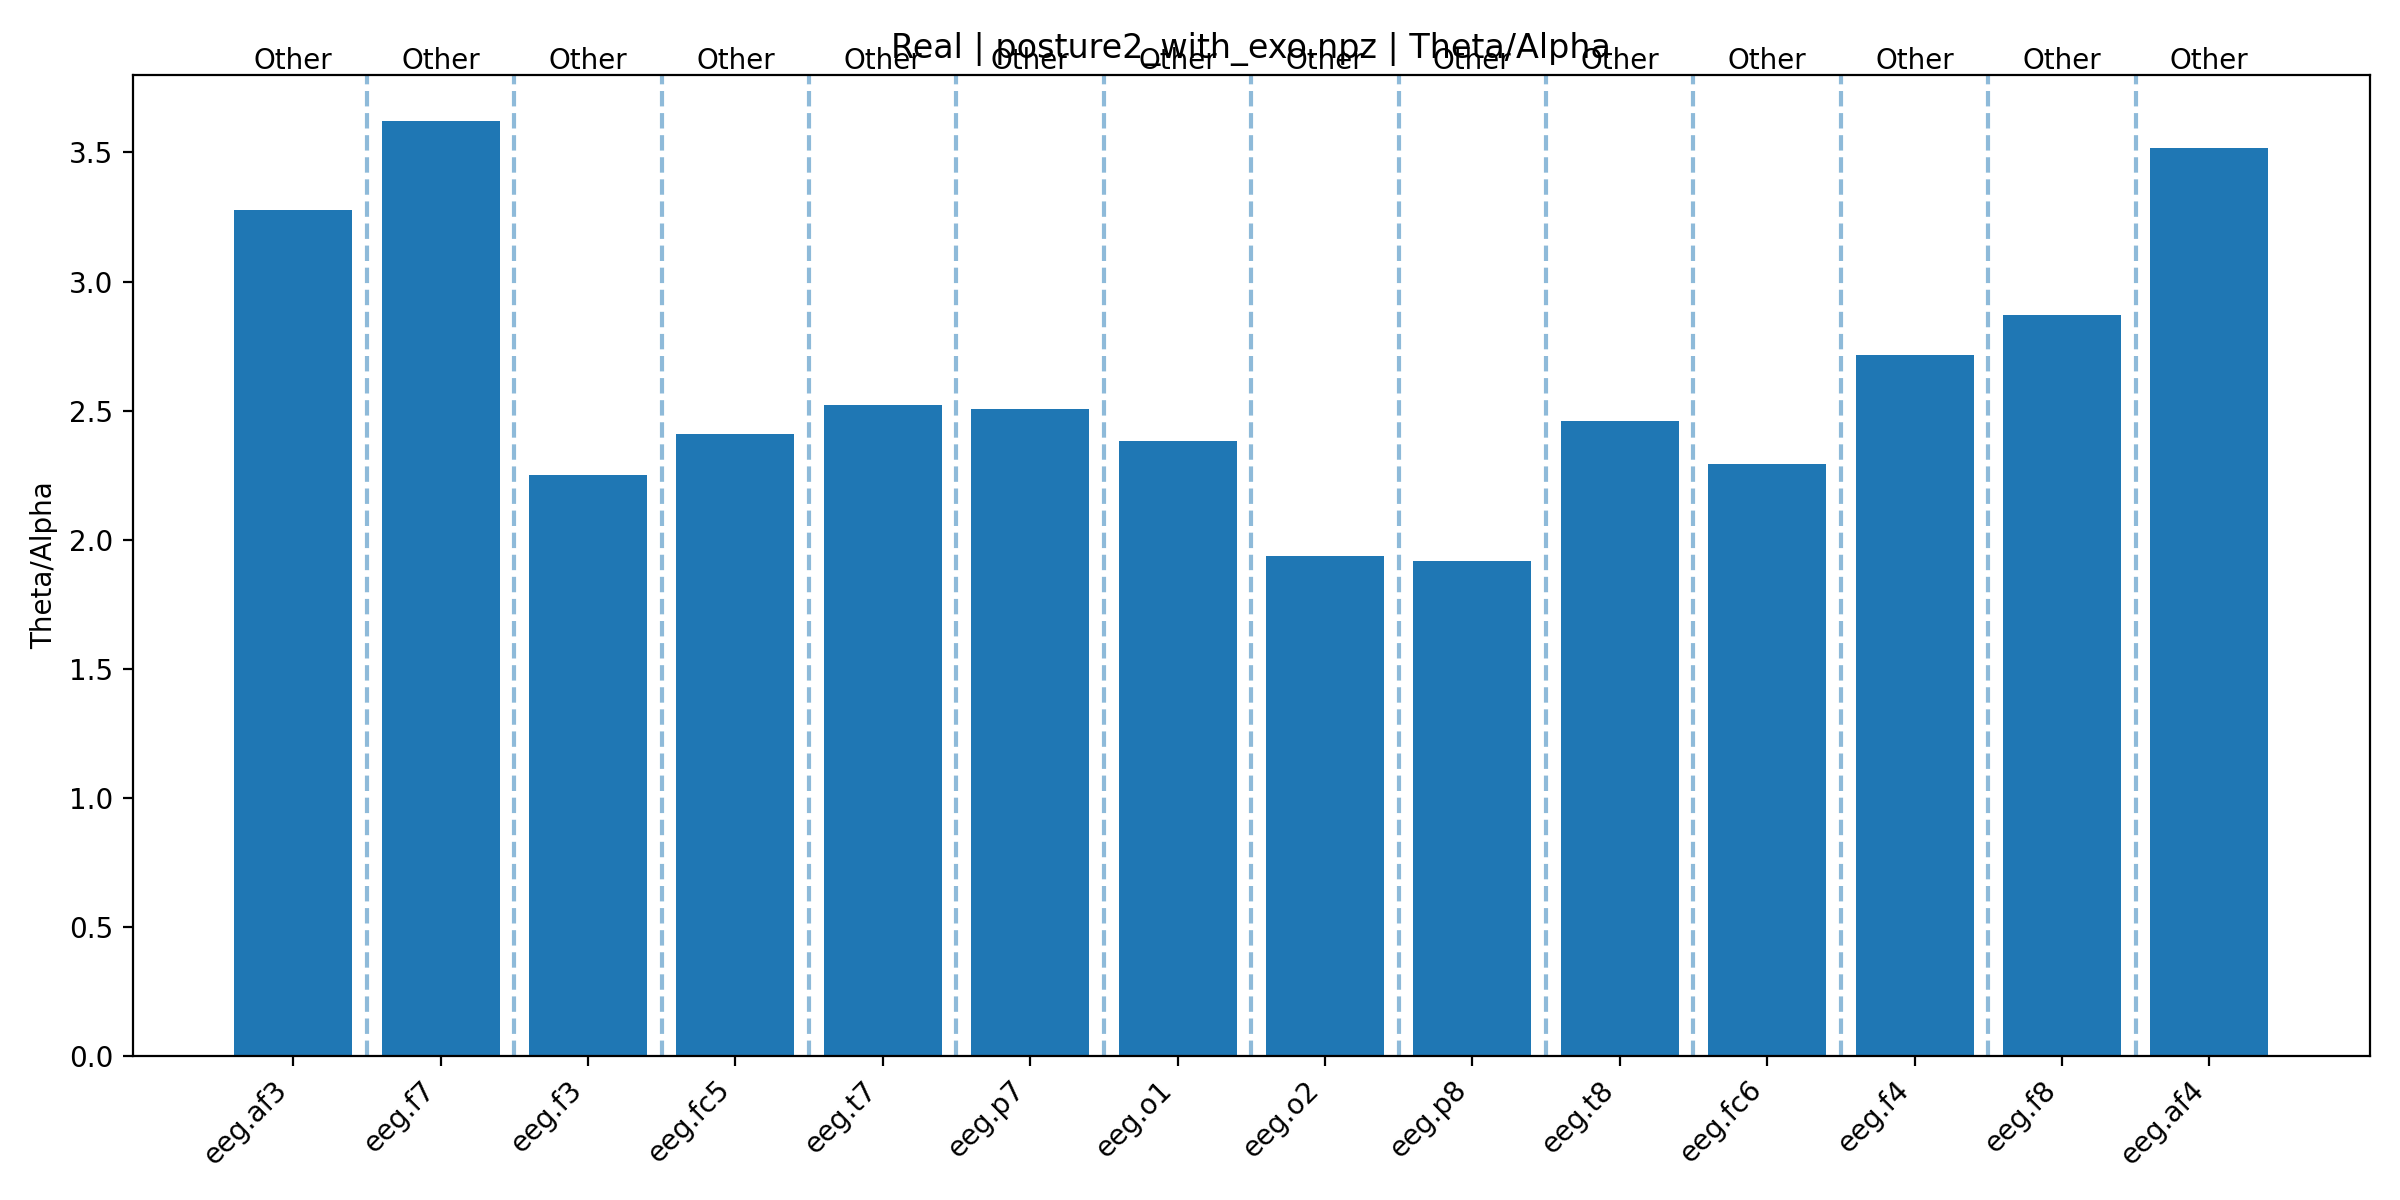 Real | posture2_with_exo.npz | Theta/Alpha
Other Other Other Other Other Other Other Other Other Other Other Other Other Other
Theta/Alpha
3.5
3.0
2.5
2.0
1.5
1.0
0.5
0.0
eeg.af3 eeg.f7 eeg.f3 eeg.fc5 eeg.t7 eeg.p7 eeg.o1 eeg.o2 eeg.p8 eeg.t8 eeg.fc6 eeg.f4 eeg.f8 eeg.af4